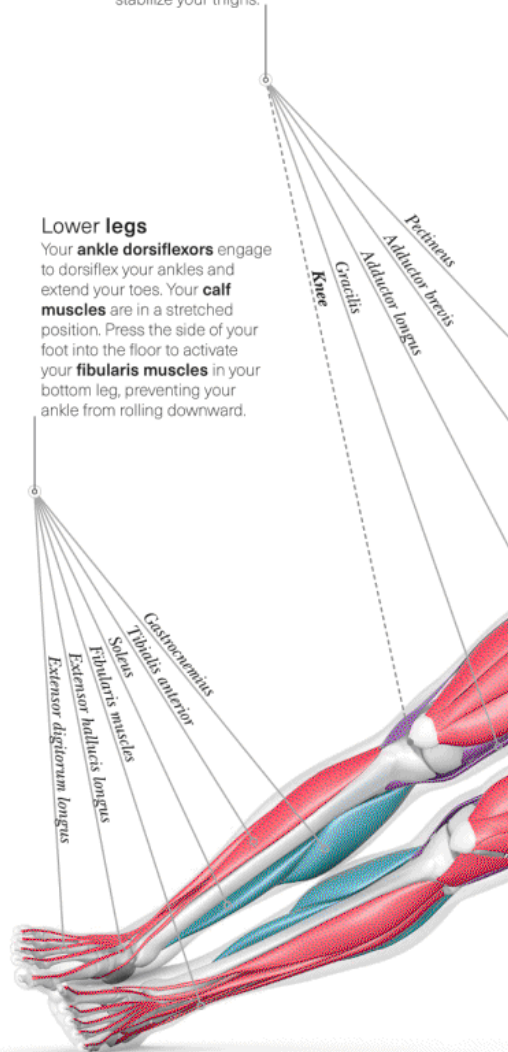 stabilize your thighs.
Pectineus
Adductor brevis
Adductor longus
Gracilis
Knee
Lower legs
Your ankle dorsiflexors engage
to dorsiflex your ankles and
extend your toes. Your calf
muscles are in a stretched
position. Press the side of your
foot into the floor to activate
your fibularis muscles in your
bottom leg, preventing your
ankle from rolling downward.
Gastrocnemius
Tibialis anterior
Soleus
Fibularis muscles
Extensor hallucis longus
Extensor digitorum longus